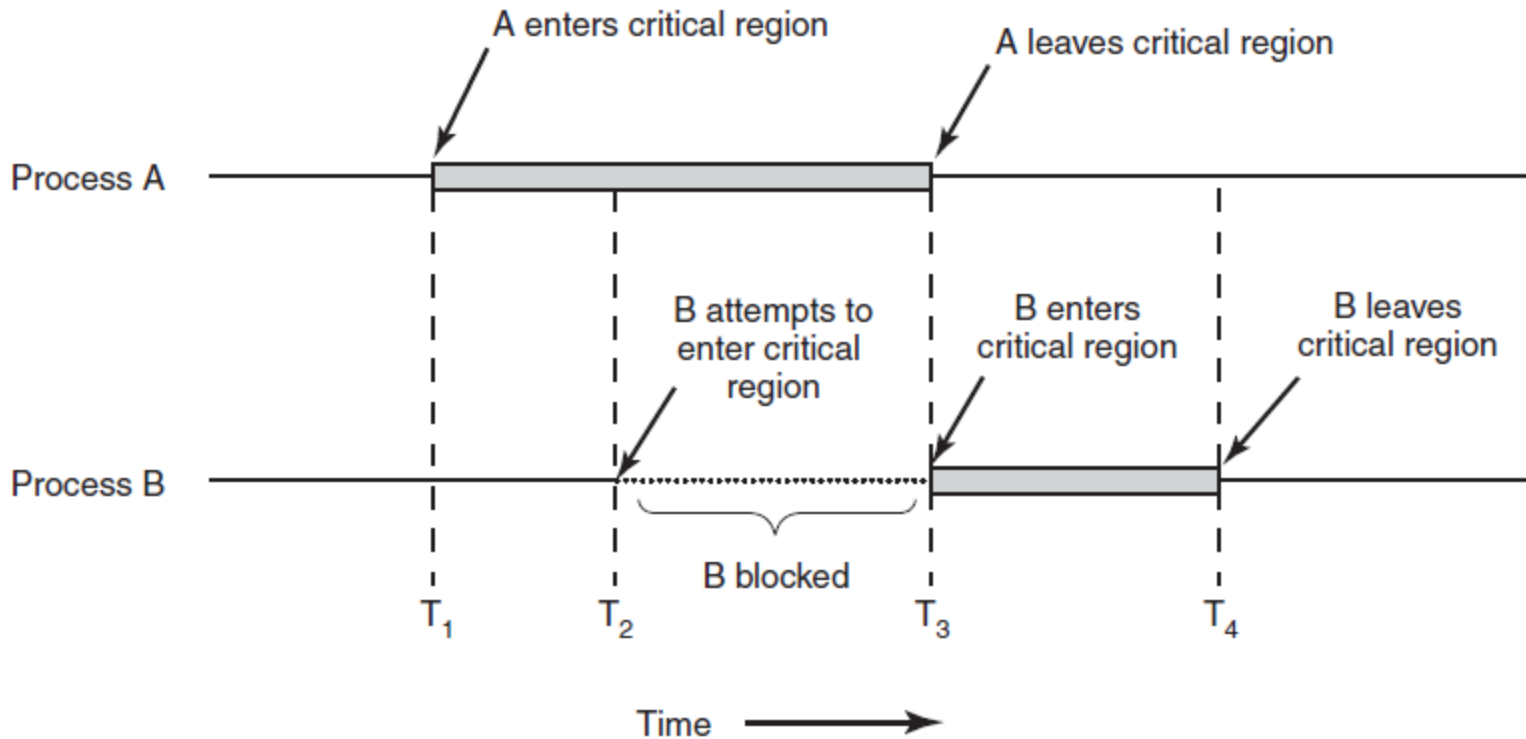 A enters critical region
A leaves critical region
Process A
B attempts to
enter critical
region
B enters
critical region
B leaves
critical region
Process B
B blocked
T1
T2
T3
T4
Time